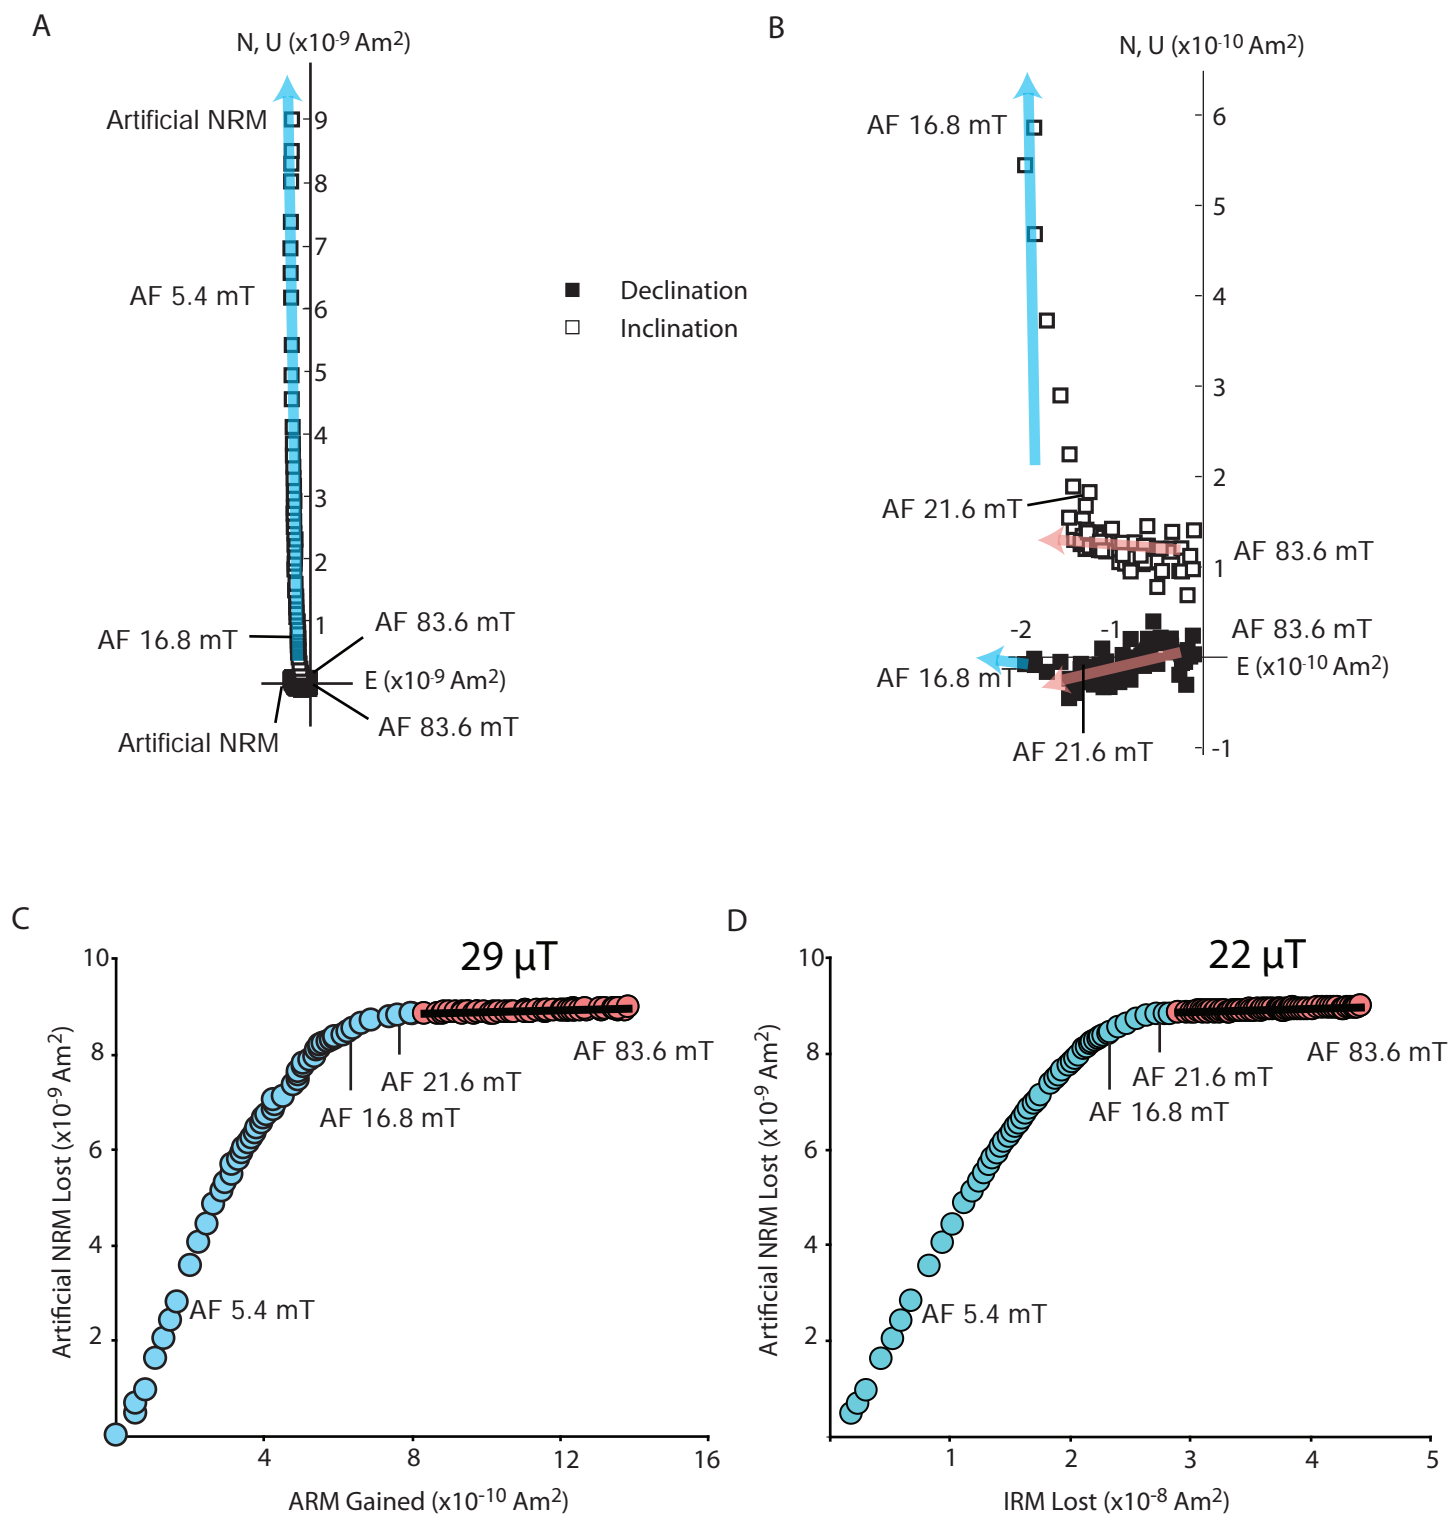 A
N, U (x10-9 Am2)
Artificial NRM
9
8
7
AF 5.4 mT
6
5
4
3
2
1
AF 16.8 mT
AF 83.6 mT
E (x10-9 Am2)
AF 83.6 mT
Artificial NRM
Declination
Inclination
B
N, U (x10-10 Am2)
AF 16.8 mT
6
5
4
3
2
AF 21.6 mT
AF 83.6 mT
1
-2
-1
AF 83.6 mT
E (x10-10 Am2)
AF 16.8 mT
AF 21.6 mT
-1
C
29 μT
10
8
6
4
2
Artificial NRM Lost (x10-9 Am2)
AF 83.6 mT
AF 21.6 mT
AF 16.8 mT
AF 5.4 mT
4
8
12
16
ARM Gained (x10-10 Am2)
D
22 μT
10
8
6
4
2
Artificial NRM Lost (x10-9 Am2)
AF 83.6 mT
AF 21.6 mT
AF 16.8 mT
AF 5.4 mT
1
2
3
4
5
IRM Lost (x10-8 Am2)